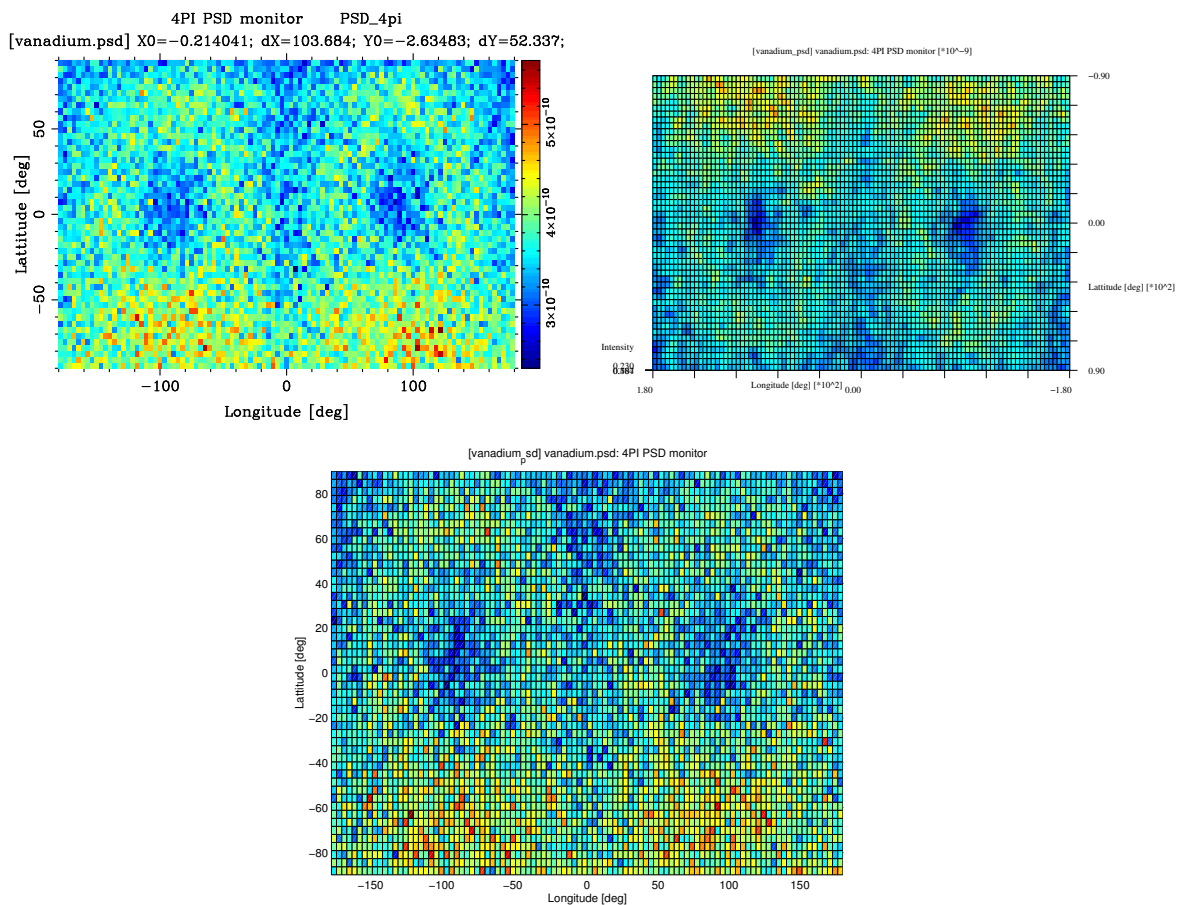 4PI PSD monitor PSD_4pi
[vanadium.psd] X0=−0.214041; dX=103.684; Y0=−2.63483; dY=52.337;
50
0
−50
Lattitude [deg]
−100 0 100
Longitude [deg]
5×10−10
4×10−10
3×10−10
[vanadium_psd] vanadium.psd: 4PI PSD monitor [*10^−9]
−0.90
0.00
Lattitude [deg] [*10^2]
0.90
Intensity
0.230
1.80 0.00 −1.80
Longitude [deg] [*10^2]
[vanadium_psd] vanadium.psd: 4PI PSD monitor
80
60
40
20
0
−20
−40
−60
−80
Lattitude [deg]
−150 −100 −50 0 50 100 150
Longitude [deg]